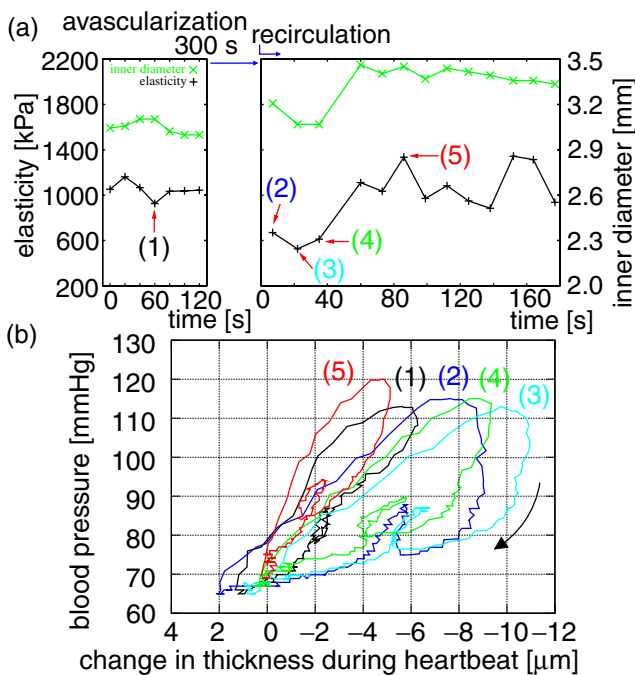 (a)
avascularization
300 s
recirculation
2200
1800
1400
1000
600
200
elasticity [kPa]
inner diameter
elasticity
(1)
0 30 60 90 120
time [s]
(2)
(3)
(4)
(5)
0 40 80 120 160
time [s]
3.5
3.2
2.9
2.6
2.3
2.0
inner diameter [mm]
(b)
130
120
110
100
90
80
70
60
blood pressure [mmHg]
(5) (1) (2) (4) (3)
4 2 0 −2 −4 −6 −8 −10 −12
change in thickness during heartbeat [μm]